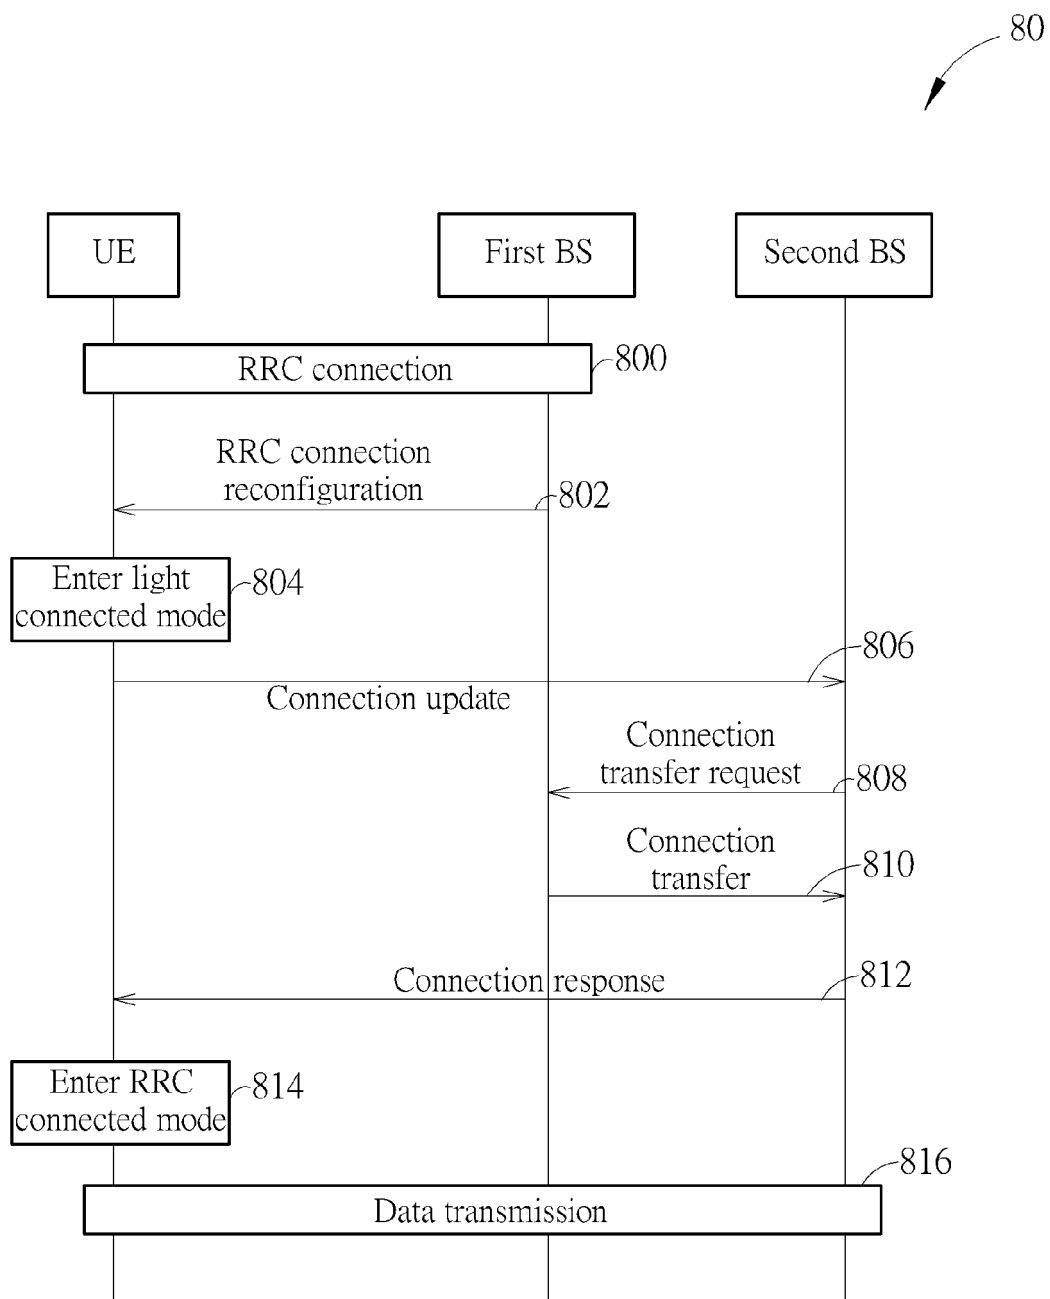 80
UE
First BS
Second BS
RRC connection
800
RRC connection
reconfiguration
802
Enter light
connected mode
804
806
Connection update
Connection
transfer request
808
Connection
transfer
810
Connection response
812
Enter RRC
connected mode
814
816
Data transmission